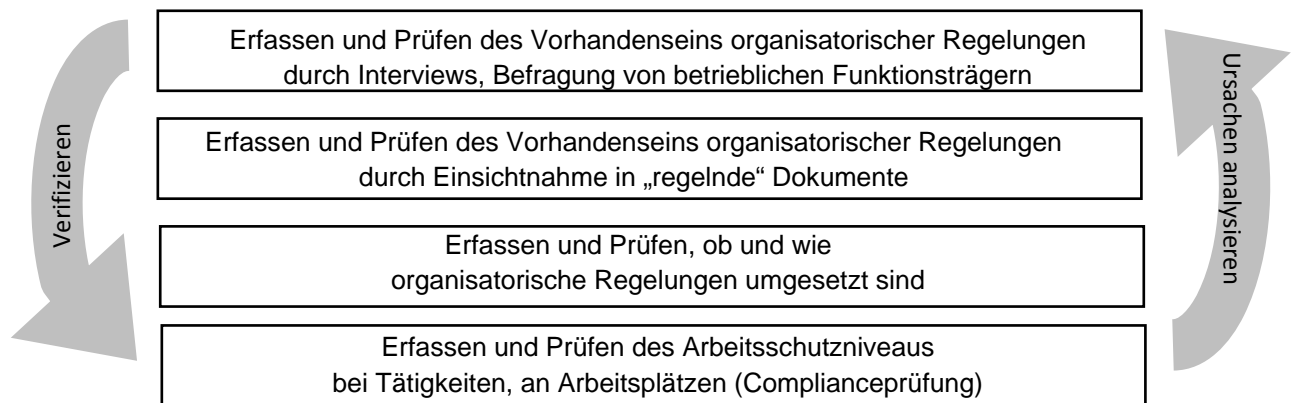 Erfassen und Prüfen des Vorhandenseins organisatorischer Regelungen
durch Interviews, Befragung von betrieblichen Funktionsträgern
Verifizieren
Ursachen analysieren
Erfassen und Prüfen des Vorhandenseins organisatorischer Regelungen
durch Einsichtnahme in „regelnde“ Dokumente
Erfassen und Prüfen, ob und wie
organisatorische Regelungen umgesetzt sind
Erfassen und Prüfen des Arbeitsschutzniveaus
bei Tätigkeiten, an Arbeitsplätzen (Complianceprüfung)